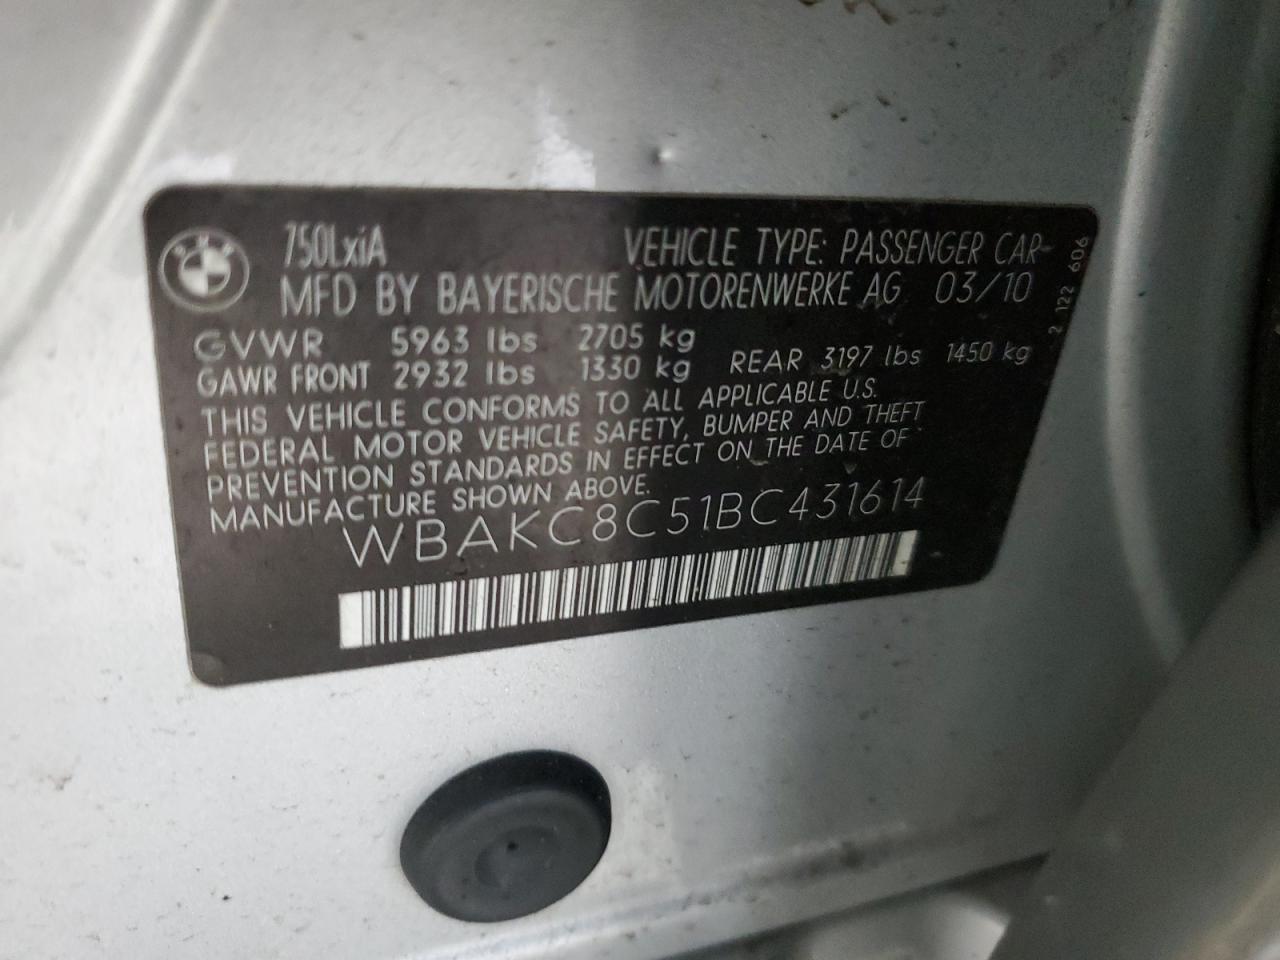 BMW
750LxiA VEHICLE TYPE: PASSENGER CAR
MFD BY BAYERISCHE MOTORENWERKE AG 03/10
GVWR 5963 lbs 2705 kg
GAWR FRONT 2932 lbs 1330 kg REAR 3197 lbs 1450 kg
THIS VEHICLE CONFORMS TO ALL APPLICABLE U.S.
FEDERAL MOTOR VEHICLE SAFETY, BUMPER AND THEFT
PREVENTION STANDARDS IN EFFECT ON THE DATE OF
MANUFACTURE SHOWN ABOVE.
WBAKC8C51BC431614
2 122 606